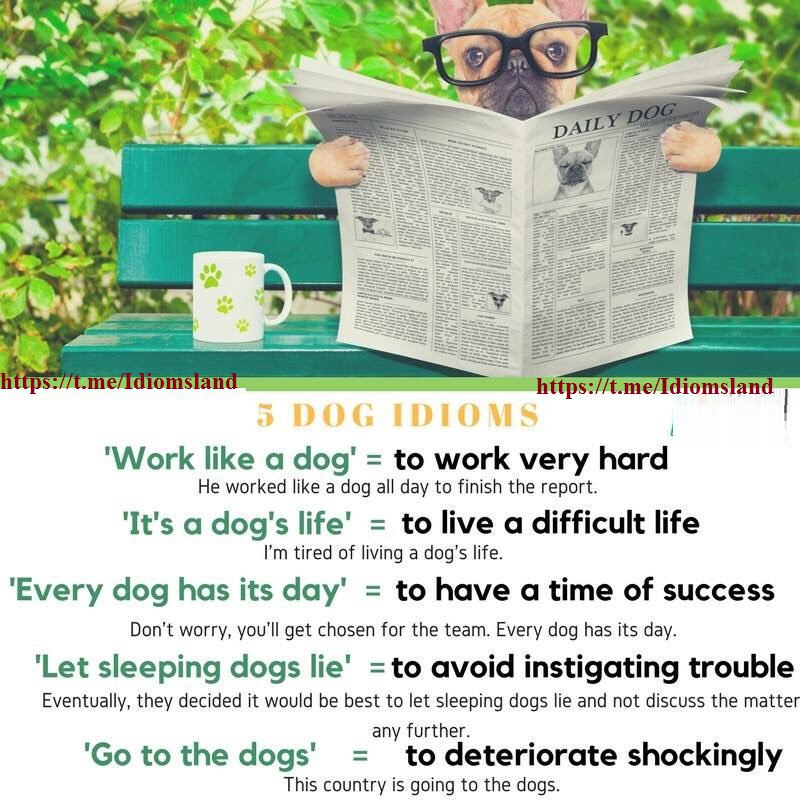 DAILY DOG
https://t.me/Idiomsland
https://t.me/Idiomsland
5 DOG IDIOMS
'Work like a dog' = to work very hard
He worked like a dog all day to finish the report.
'It's a dog's life' = to live a difficult life
I'm tired of living a dog's life.
'Every dog has its day' = to have a time of success
Don't worry, you'll get chosen for the team. Every dog has its day.
'Let sleeping dogs lie' = to avoid instigating trouble
Eventually, they decided it would be best to let sleeping dogs lie and not discuss the matter
any further.
'Go to the dogs' = to deteriorate shockingly
This country is going to the dogs.